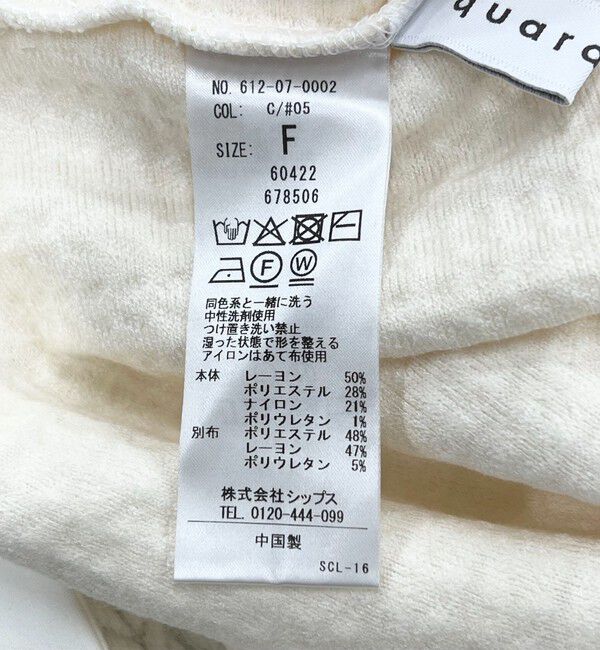 quara
NO. 612-07-0002
COL: C/#05
SIZE: F
60422
678506
F W
同色系と一緒に洗う
中性洗剤使用
つけ置き洗い禁止
湿った状態で形を整える
アイロンはあて布使用
本体 レーヨン 50%
ポリエステル 28%
ナイロン 21%
ポリウレタン 1%
別布 ポリエステル 48%
レーヨン 47%
ポリウレタン 5%
株式会社シップス
TEL. 0120-444-099
中国製
SCL-16